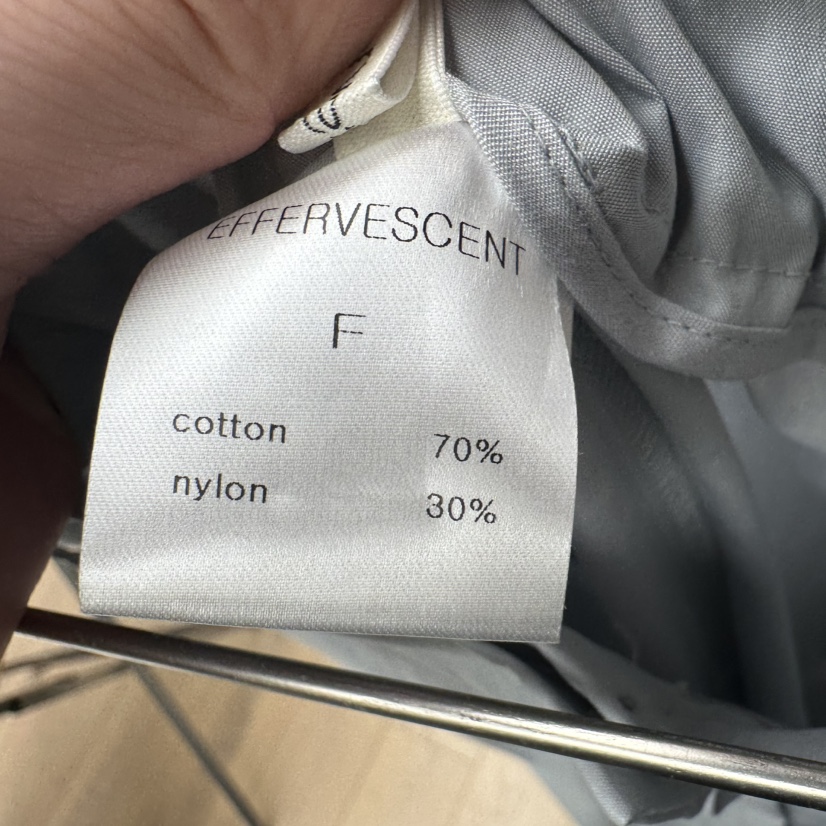 EFFERVESCENT
F
cotton 70%
nylon 30%